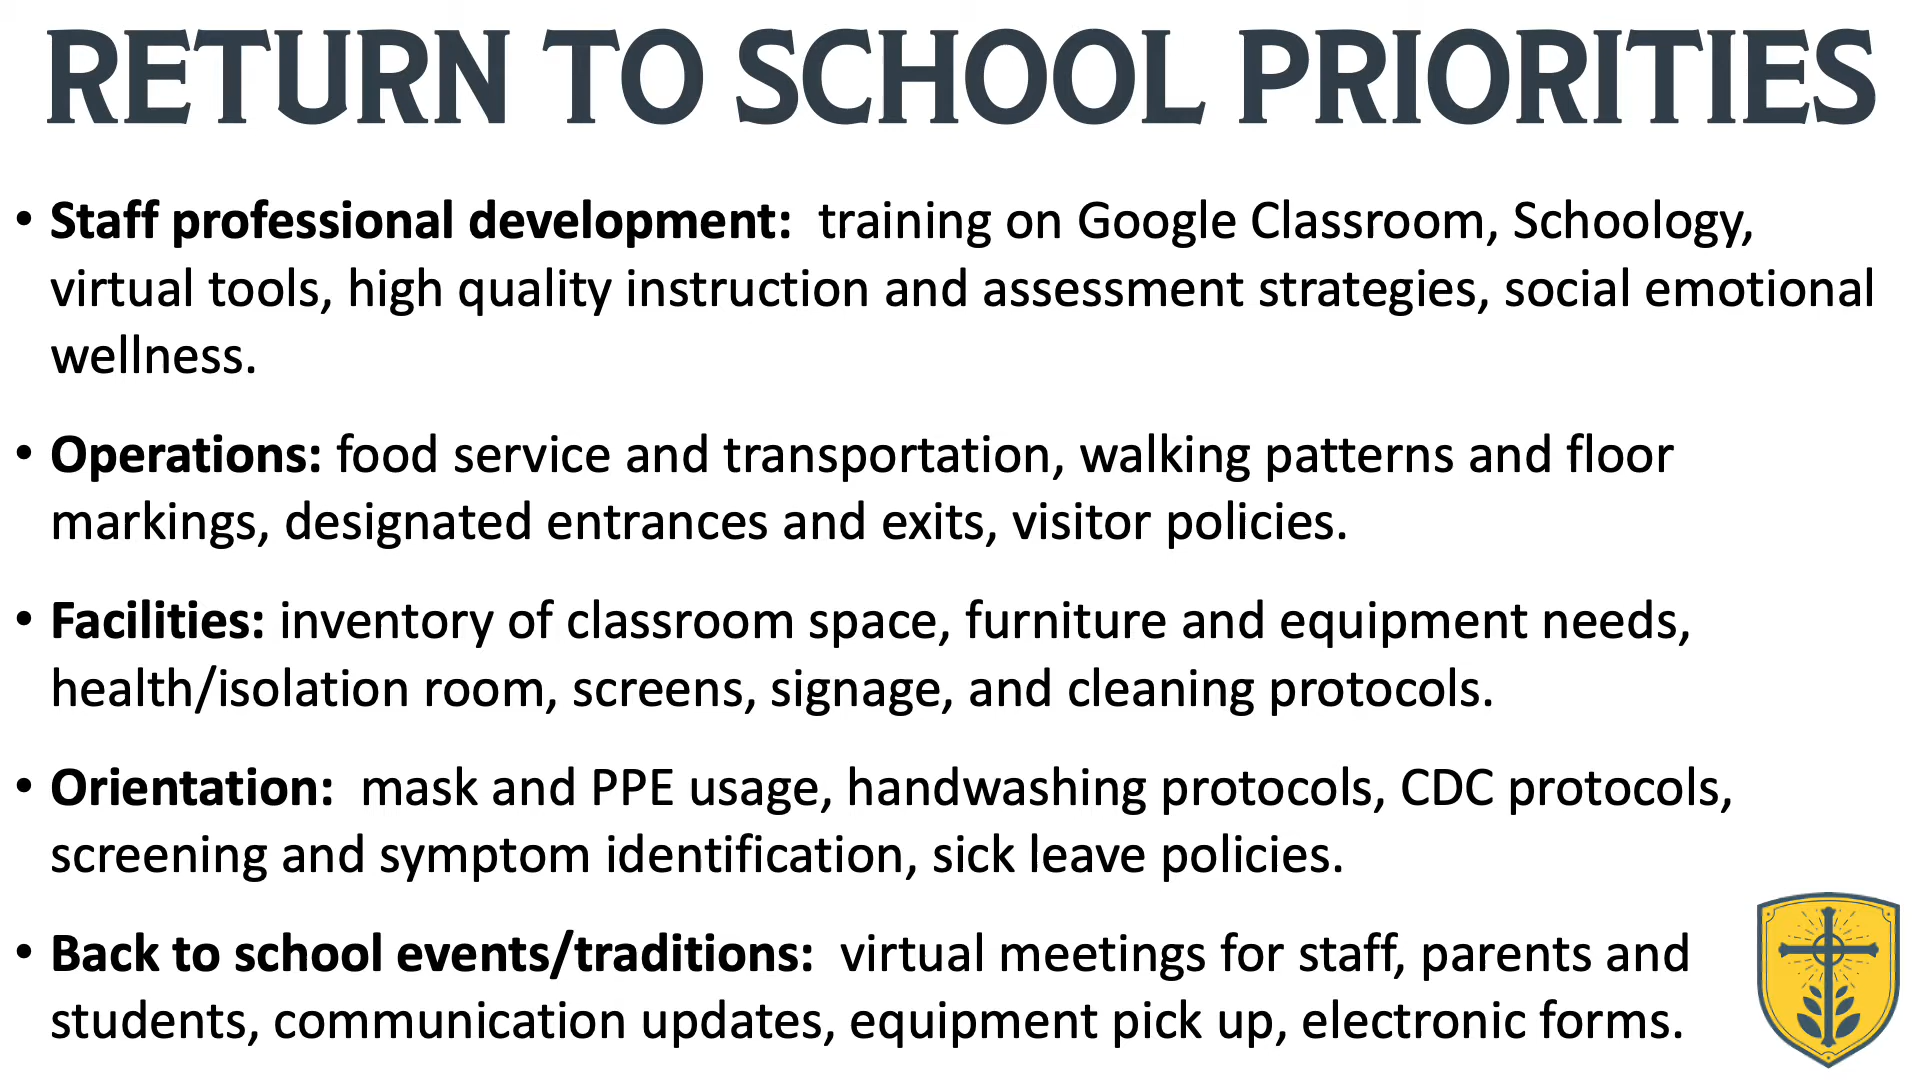 RETURN TO SCHOOL PRIORITIES
• Staff professional development:  training on Google Classroom, Schoology,
virtual tools, high quality instruction and assessment strategies, social emotional
wellness.
• Operations: food service and transportation, walking patterns and floor
markings, designated entrances and exits, visitor policies.
• Facilities: inventory of classroom space, furniture and equipment needs,
health/isolation room, screens, signage, and cleaning protocols.
• Orientation:  mask and PPE usage, handwashing protocols, CDC protocols,
screening and symptom identification, sick leave policies.
• Back to school events/traditions:  virtual meetings for staff, parents and
students, communication updates, equipment pick up, electronic forms.